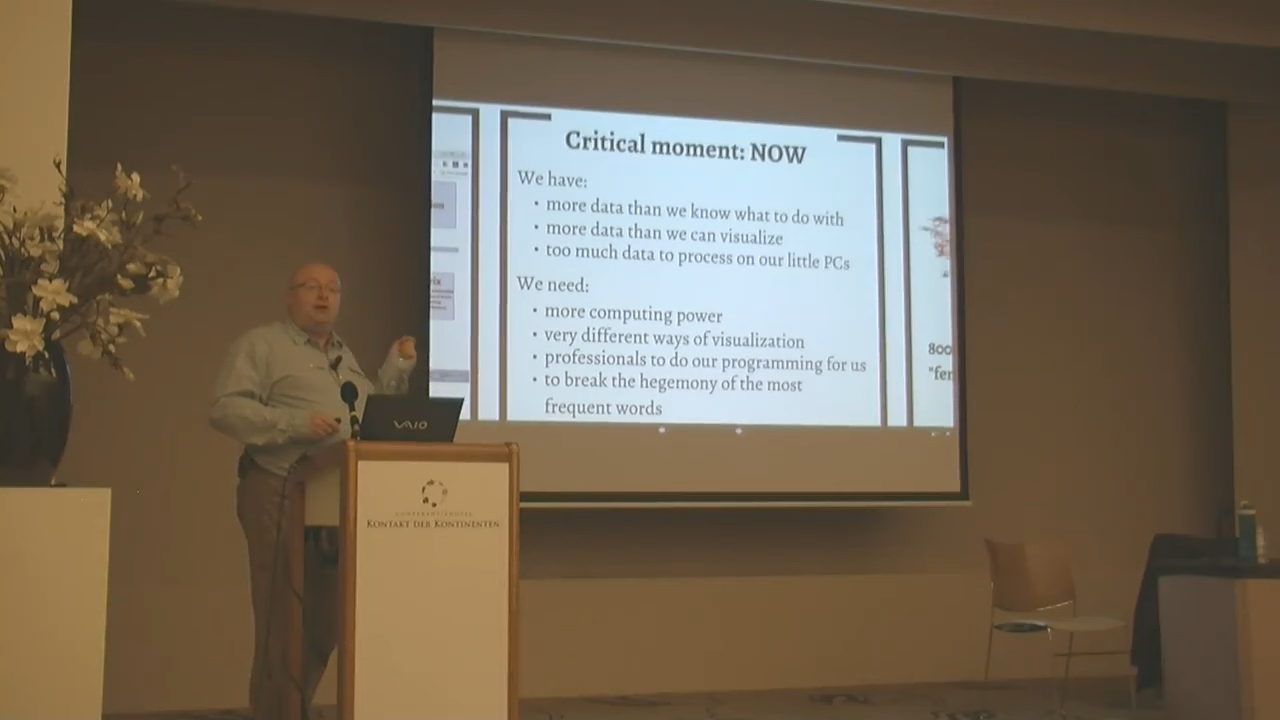 Critical moment: NOW
We have:
• more data than we know what to do with
• more data than we can visualize
• too much data to process on our little PCs
We need:
• more computing power
• very different ways of visualization
• professionals to do our programming for us
• to break the hegemony of the most
frequent words
800
"fer
VAIO
KONTAKT DER KONTINENTEN